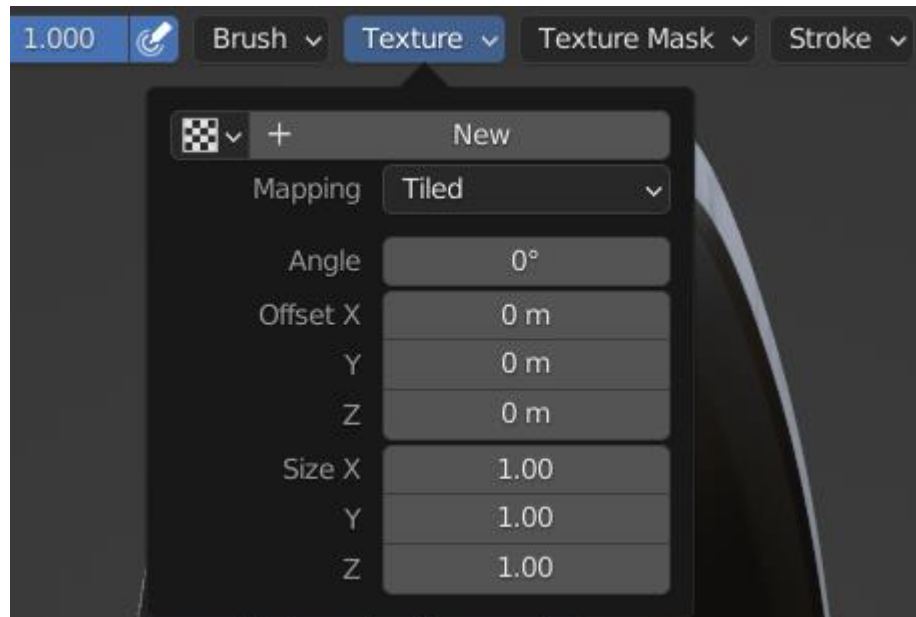 1.000 Brush Texture Texture Mask Stroke
+ New
Mapping Tiled
Angle 0°
Offset X 0 m
Y 0 m
Z 0 m
Size X 1.00
Y 1.00
Z 1.00